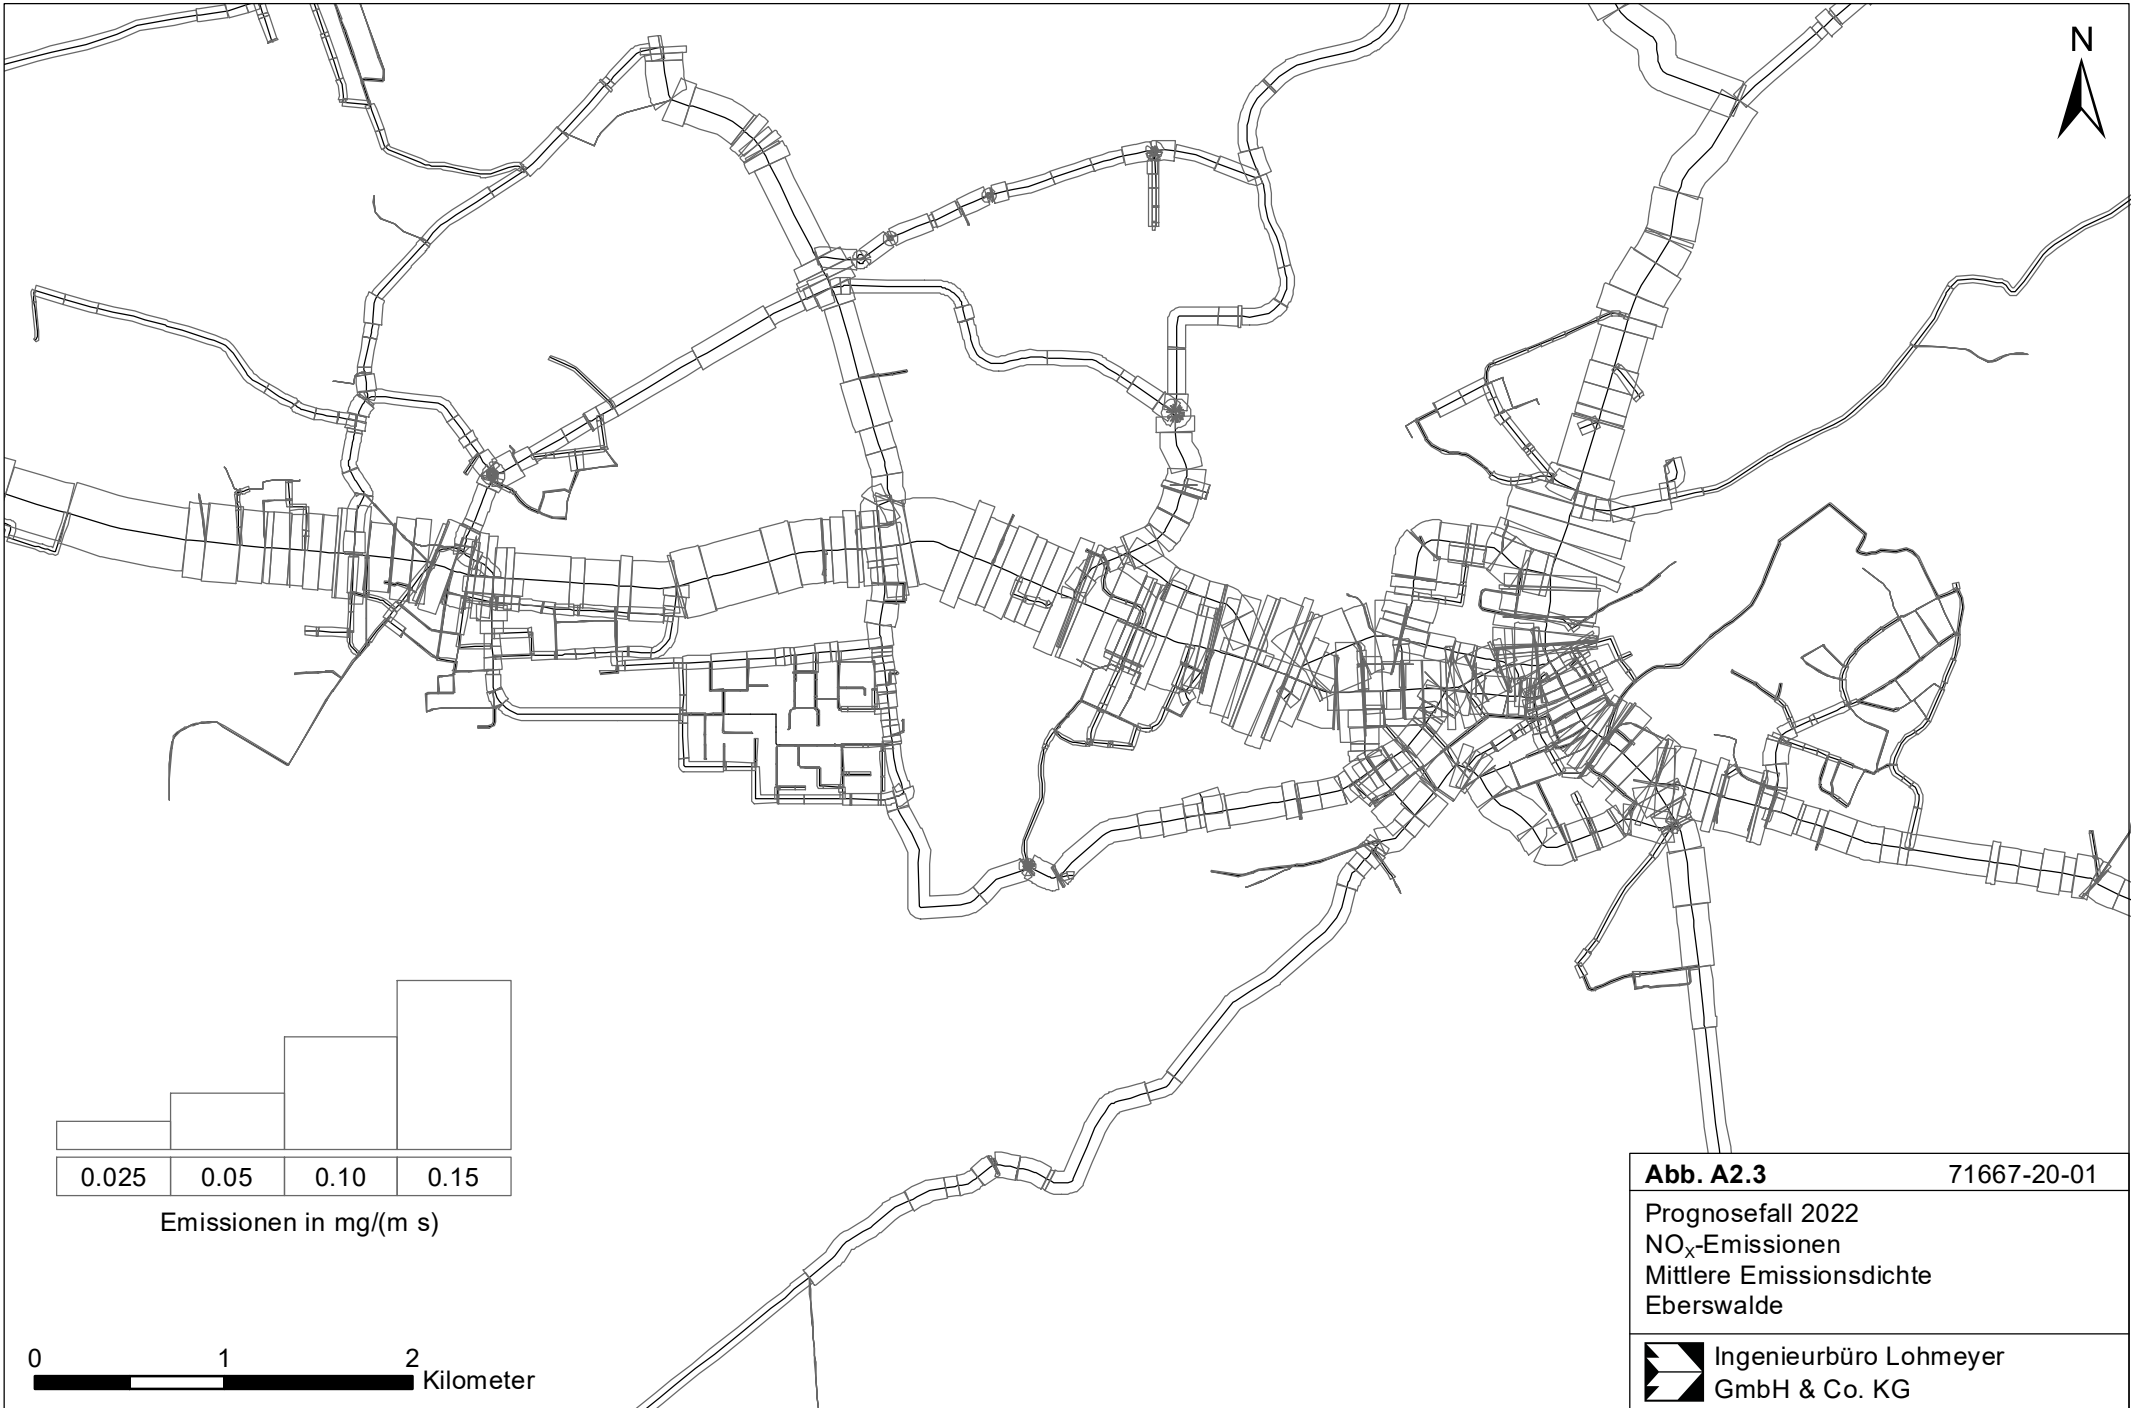 N
0.025 0.05 0.10 0.15
Emissionen in mg/(m s)
0 1 2
Kilometer
Abb. A2.3 71667-20-01
Prognosefall 2022
NOx-Emissionen
Mittlere Emissionsdichte
Eberswalde
Ingenieurbüro Lohmeyer
GmbH & Co. KG